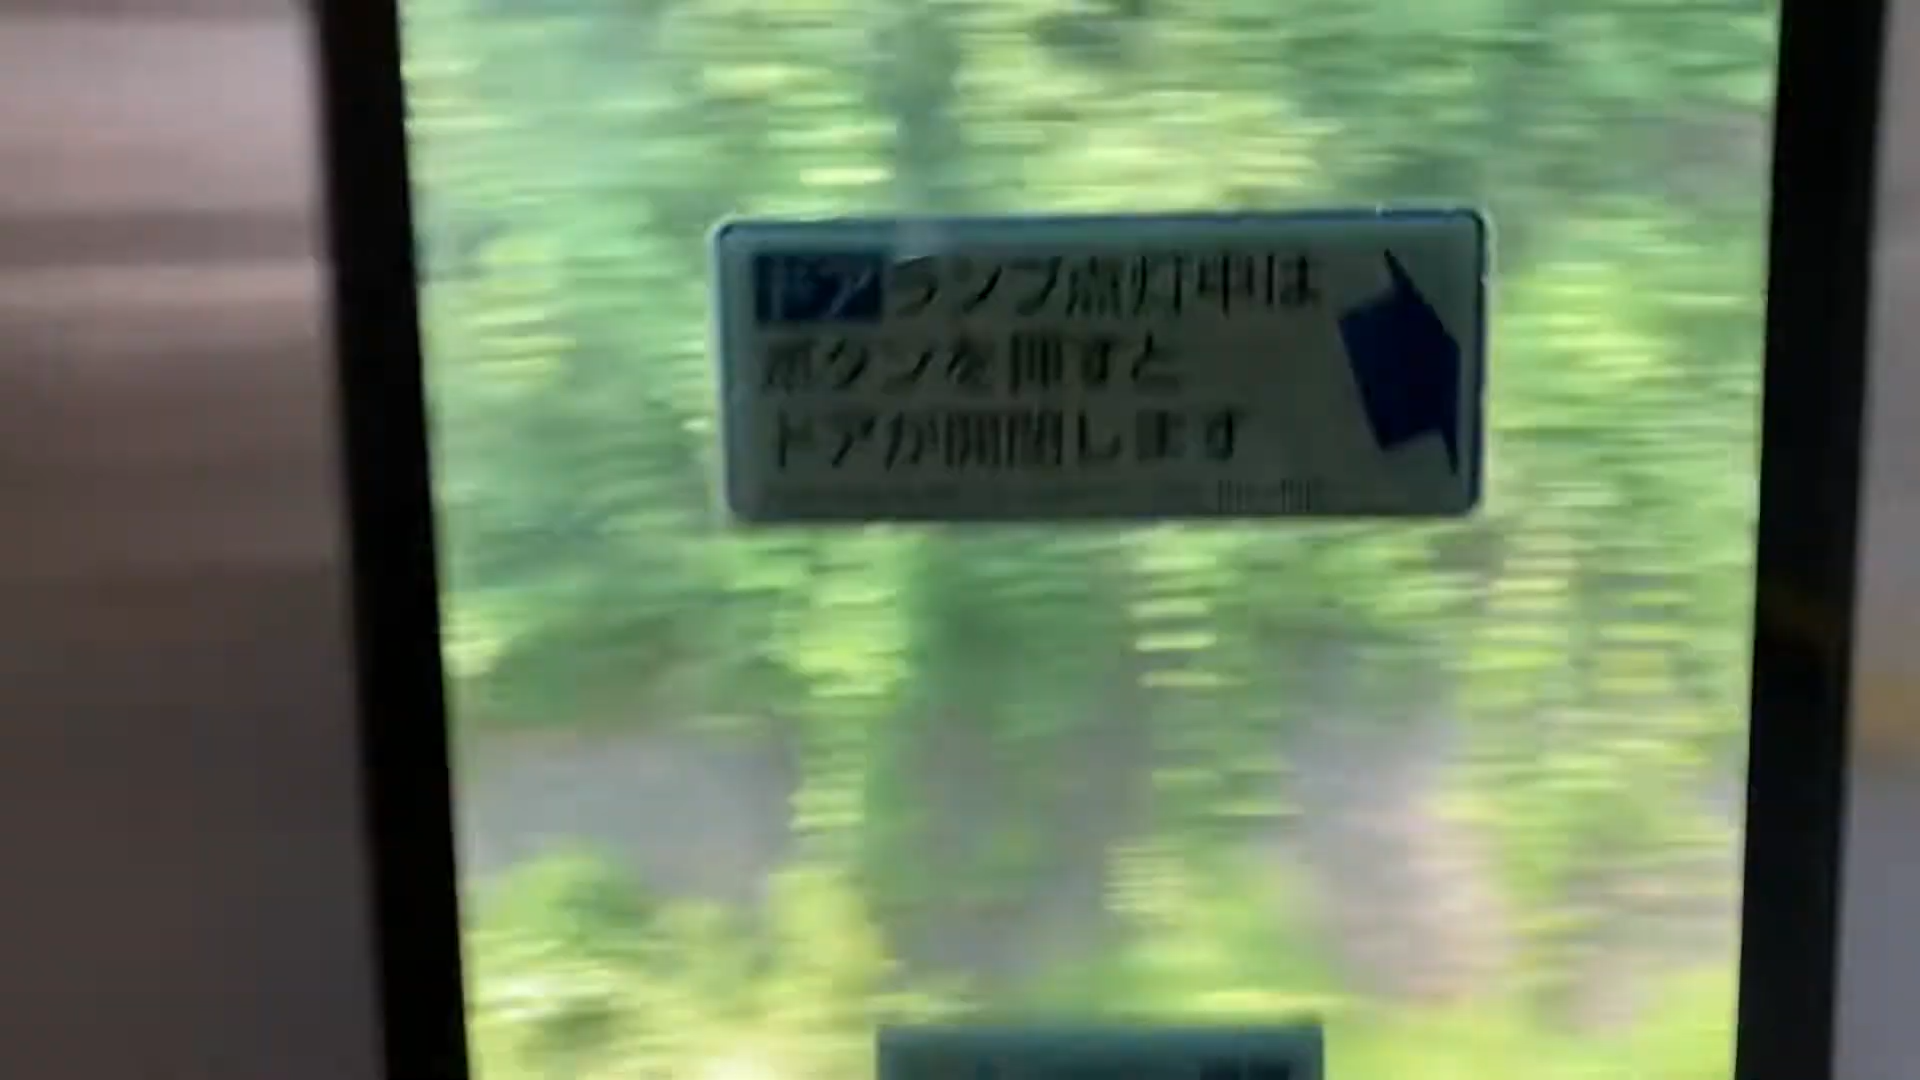 ドアランプ点灯中は
ボタンを押すと
ドアが開閉します